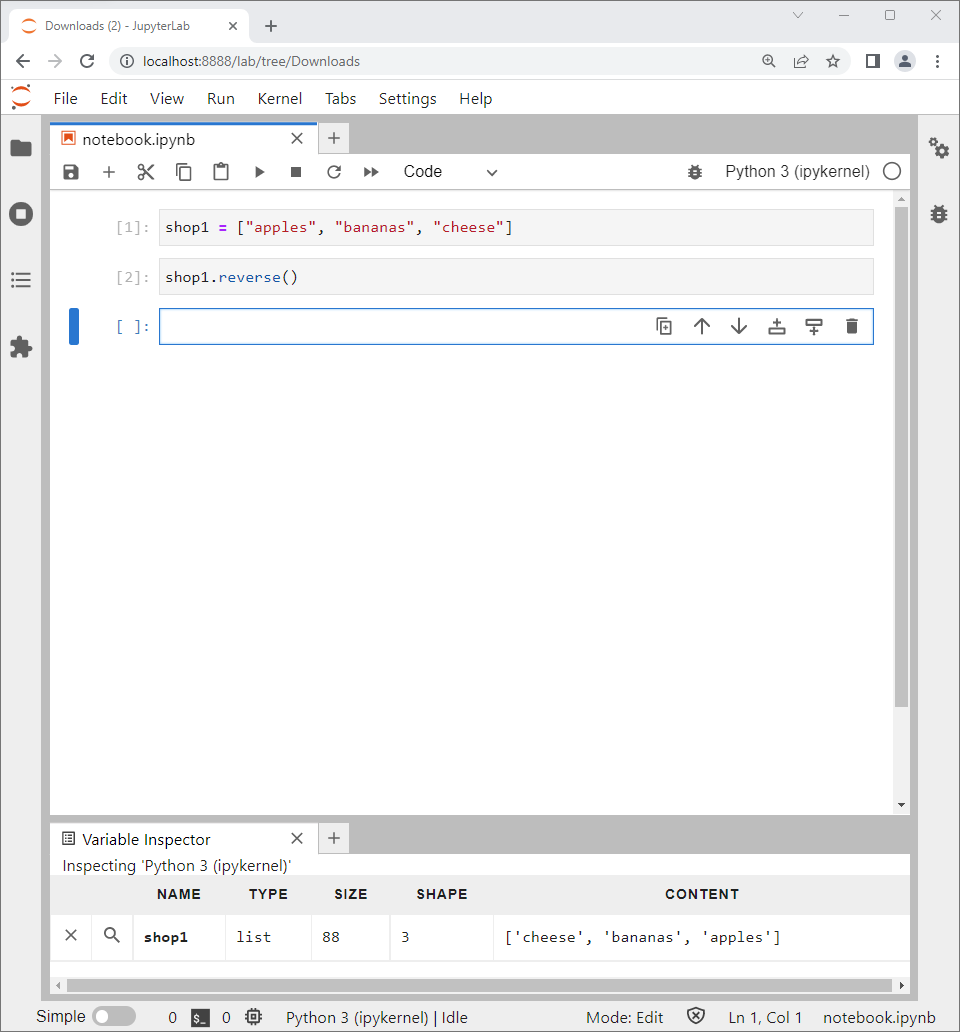 Downloads (2) - JupyterLab
localhost:8888/lab/tree/Downloads
File Edit View Run Kernel Tabs Settings Help
notebook.ipynb
Code Python 3 (ipykernel)
[1]: shop1 = ["apples", "bananas", "cheese"]
[2]: shop1.reverse()
[ ]:
Variable Inspector
Inspecting 'Python 3 (ipykernel)'
NAME TYPE SIZE SHAPE CONTENT
shop1 list 88 3 ['cheese', 'bananas', 'apples']
Simple 0 $_ 0 Python 3 (ipykernel) | Idle Mode: Edit Ln 1, Col 1 notebook.ipynb